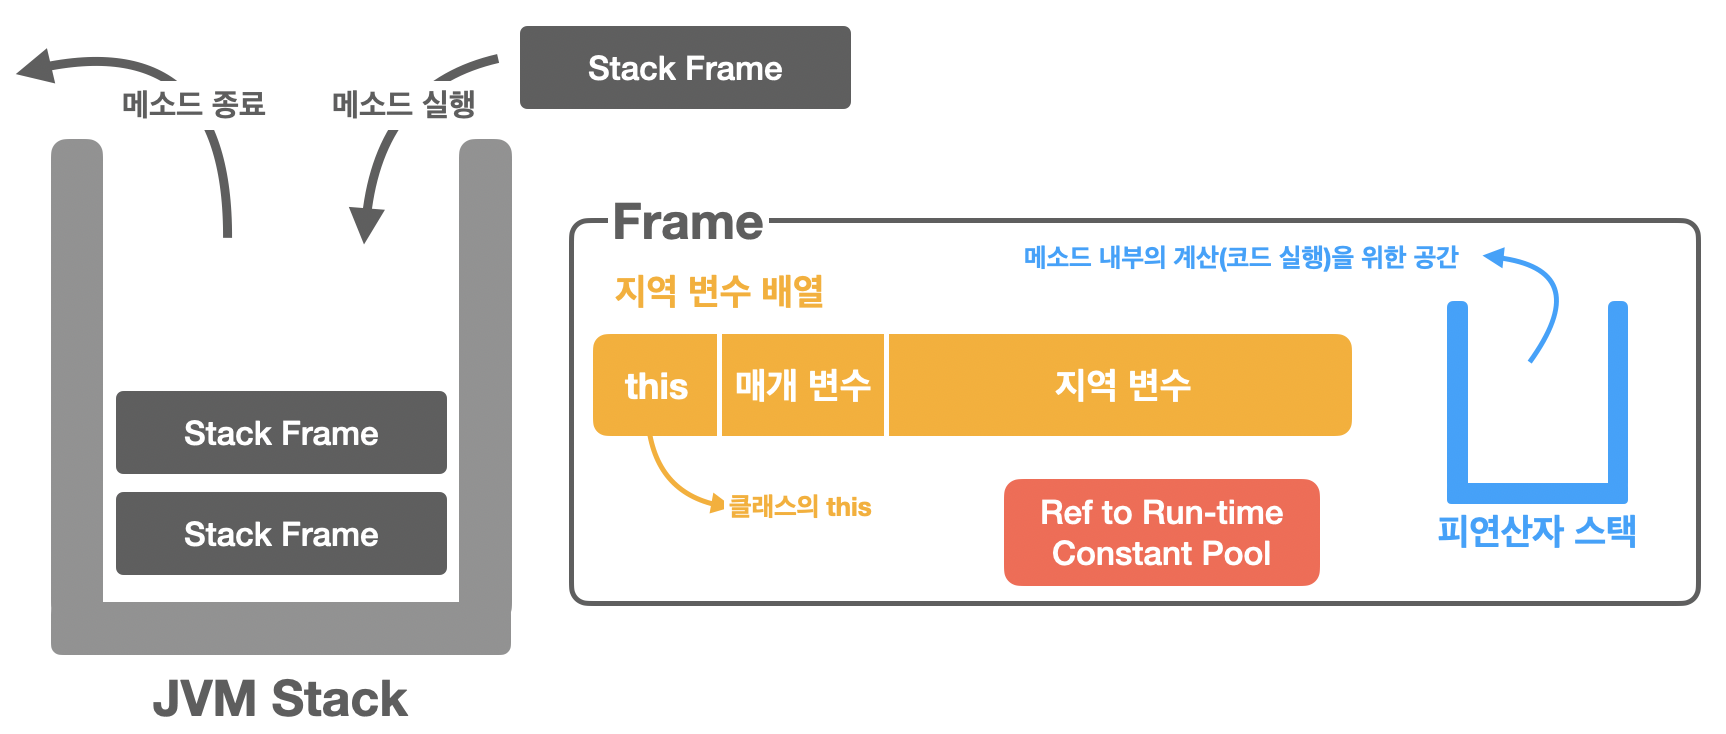 Stack Frame
메소드 종료
메소드 실행
Stack Frame
Stack Frame
JVM Stack
Frame
메소드 내부의 계산(코드 실행)을 위한 공간
지역 변수 배열
this
매개 변수
지역 변수
클래스의 this
Ref to Run-time
Constant Pool
피연산자 스택